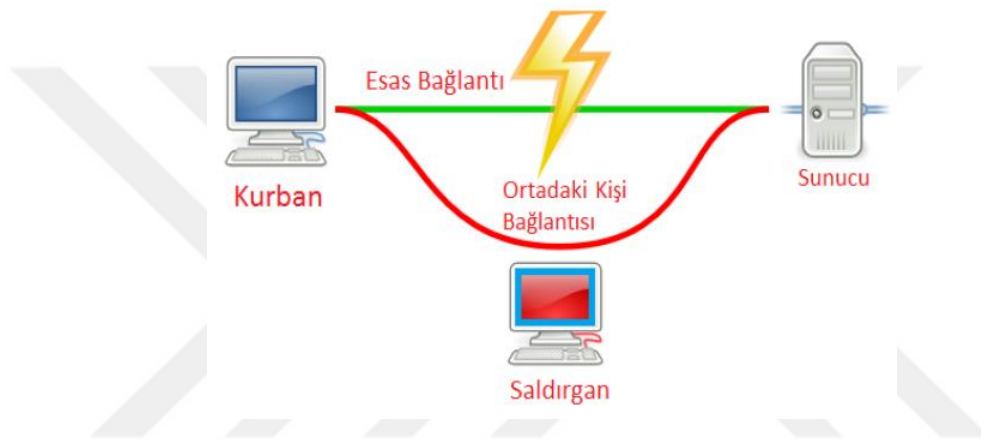 Esas Bağlantı
Kurban
Sunucu
Ortadaki Kişi
Bağlantısı
Saldırgan